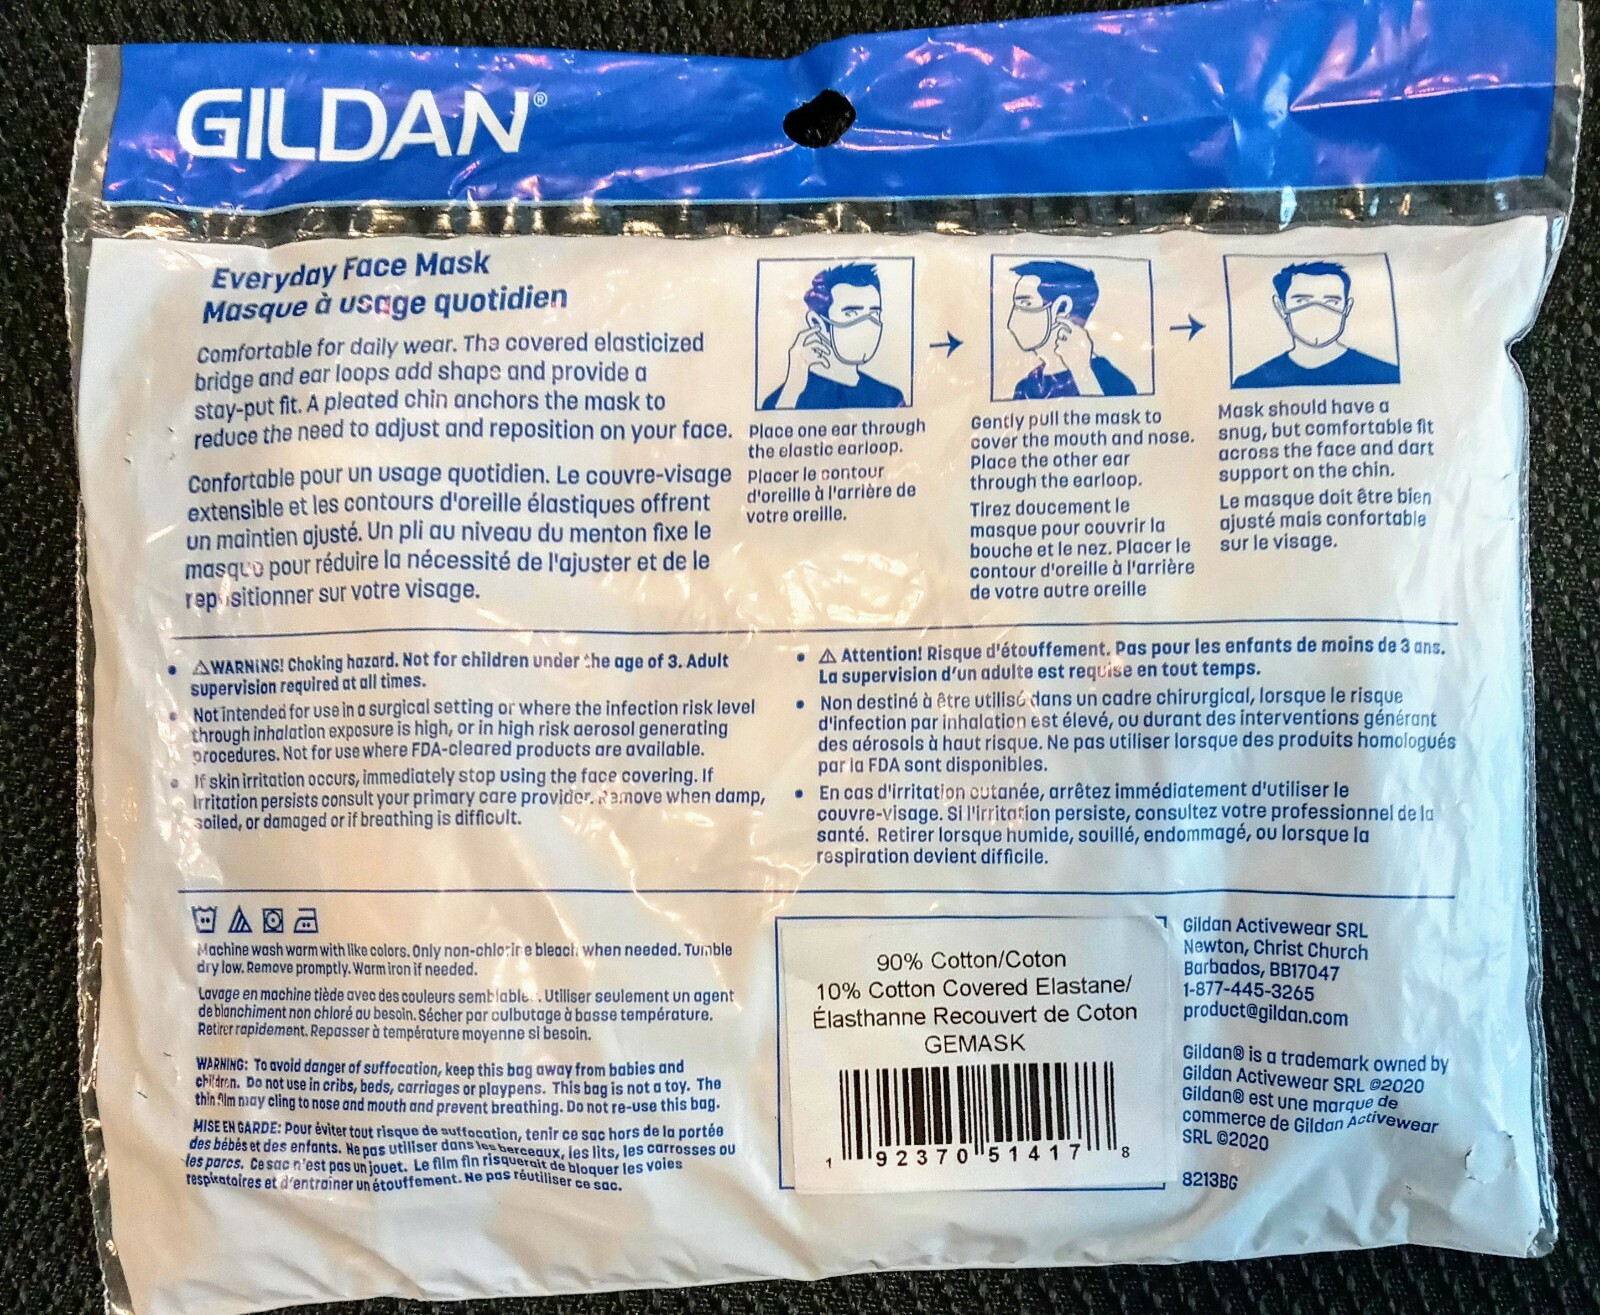 GILDAN®
Everyday Face Mask
Masque à usage quotidien
Comfortable for daily wear. The covered elasticized
bridge and ear loops add shape and provide a
stay-put fit. A pleated chin anchors the mask to
reduce the need to adjust and reposition on your face.
Confortable pour un usage quotidien. Le couvre-visage
extensible et les contours d'oreille élastiques offrent
un maintien ajusté. Un pli au niveau du menton fixe le
masque pour réduire la nécessité de l'ajuster et de le
repositionner sur votre visage.
Place one ear through
the elastic earloop.
Placer le contour
d'oreille à l'arrière de
votre oreille.
Gently pull the mask to
cover the mouth and nose.
Place the other ear
through the earloop.
Tirez doucement le
masque pour couvrir la
bouche et le nez. Placer le
contour d'oreille à l'arrière
de votre autre oreille
Mask should have a
snug, but comfortable fit
across the face and dart
support on the chin.
Le masque doit être bien
ajusté mais confortable
sur le visage.
• ⚠ WARNING! Choking hazard. Not for children under the age of 3. Adult
supervision required at all times.
• Not intended for use in a surgical setting or where the infection risk level
through inhalation exposure is high, or in high risk aerosol generating
procedures. Not for use where FDA-cleared products are available.
• If skin irritation occurs, immediately stop using the face covering. If
irritation persists consult your primary care provider. Remove when damp,
soiled, or damaged or if breathing is difficult.
• ⚠ Attention! Risque d'étouffement. Pas pour les enfants de moins de 3 ans.
La supervision d'un adulte est requise en tout temps.
• Non destiné à être utilisé dans un cadre chirurgical, lorsque le risque
d'infection par inhalation est élevé, ou durant des interventions générant
des aérosols à haut risque. Ne pas utiliser lorsque des produits homologués
par la FDA sont disponibles.
• En cas d'irritation cutanée, arrêtez immédiatement d'utiliser le
couvre-visage. Si l'irritation persiste, consultez votre professionnel de la
santé. Retirer lorsque humide, souillé, endommagé, ou lorsque la
respiration devient difficile.
Machine wash warm with like colors. Only non-chlorine bleach when needed. Tumble
dry low. Remove promptly. Warm iron if needed.
Lavage en machine tiède avec des couleurs semblables. Utiliser seulement un agent
de blanchiment non chloré au besoin. Sécher par culbutage à basse température.
Retirer rapidement. Repasser à température moyenne si besoin.
WARNING: To avoid danger of suffocation, keep this bag away from babies and
children. Do not use in cribs, beds, carriages or playpens. This bag is not a toy. The
thin film may cling to nose and mouth and prevent breathing. Do not re-use this bag.
MISE EN GARDE: Pour éviter tout risque de suffocation, tenir ce sac hors de la portée
des bébés et des enfants. Ne pas utiliser dans les berceaux, les lits, les carrosses ou
les parcs. Ce sac n'est pas un jouet. Le film fin risquerait de bloquer les voies
respiratoires et d'entraîner un étouffement. Ne pas réutiliser ce sac.
90% Cotton/Coton
10% Cotton Covered Elastane/
Élasthanne Recouvert de Coton
GEMASK
1 92370 51417 8
Gildan Activewear SRL
Newton, Christ Church
Barbados, BB17047
1-877-445-3265
product@gildan.com
Gildan® is a trademark owned by
Gildan Activewear SRL ©2020
Gildan® est une marque de
commerce de Gildan Activewear
SRL ©2020
8213BG